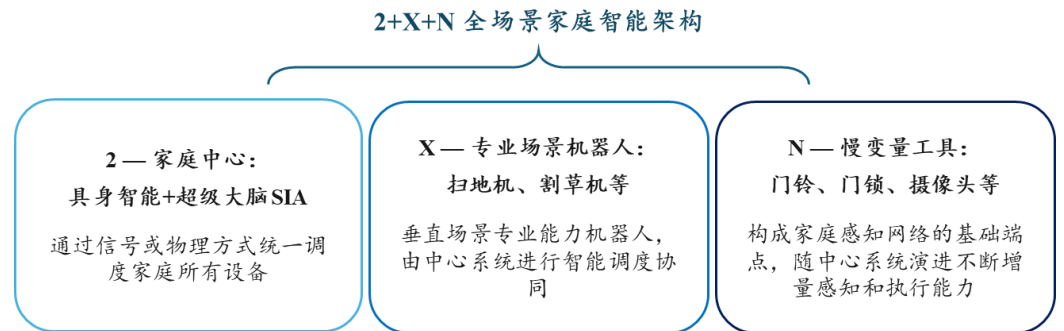 2+X+N 全场景家庭智能架构
2 — 家庭中心：
具身智能+超级大脑SIA
通过信号或物理方式统一调
度家庭所有设备
X — 专业场景机器人：
扫地机、割草机等
垂直场景专业能力机器人，
由中心系统进行智能调度协
同
N — 慢变量工具：
门铃、门锁、摄像头等
构成家庭感知网络的基础端
点，随中心系统演进不断增
量感知和执行能力